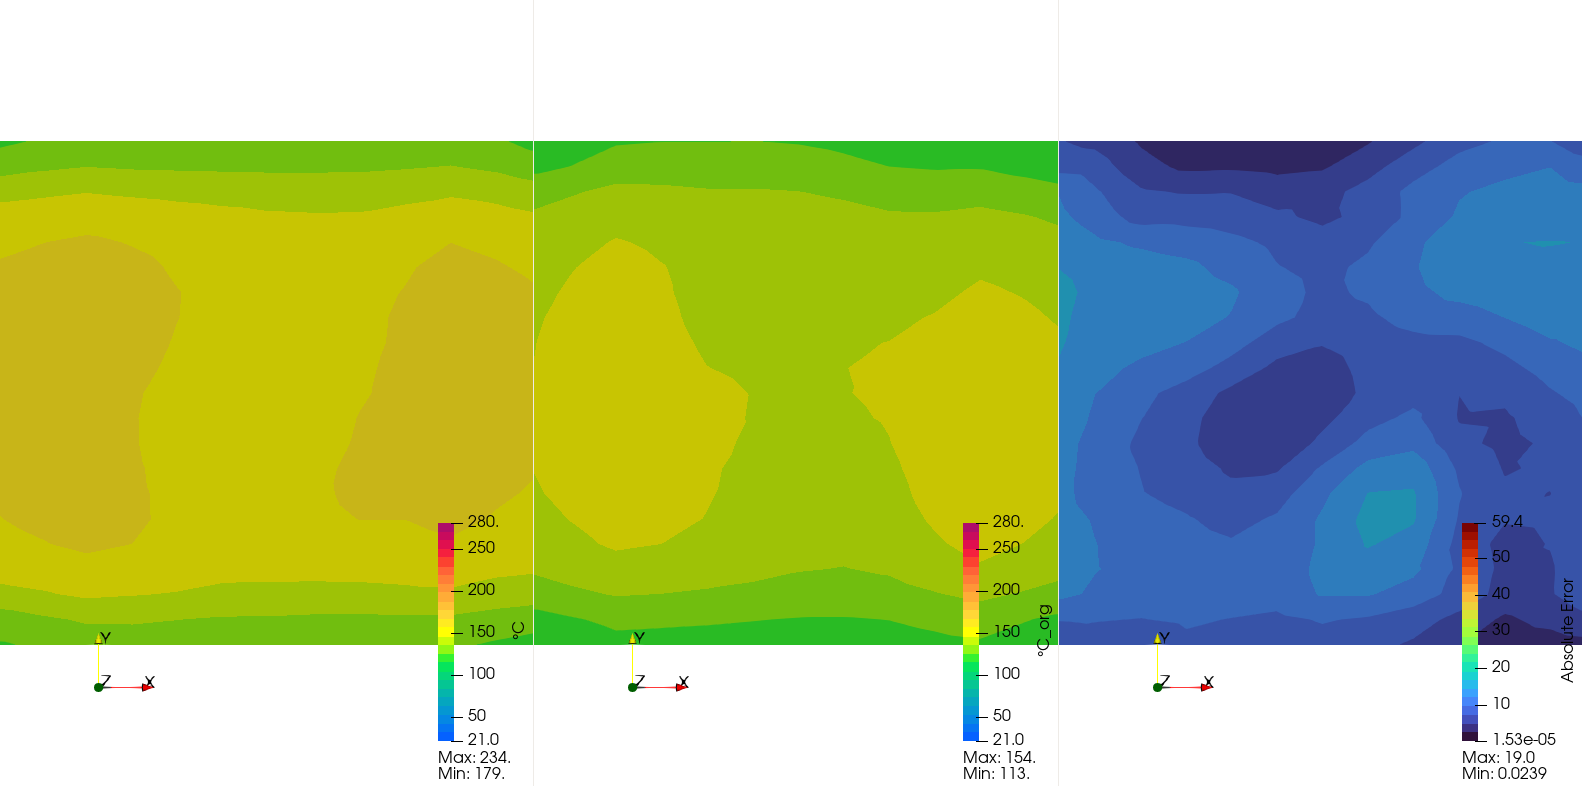 280.
250
200
150
100
50
21.0
°C
Max: 234.
Min: 179.
Y
Z
X
280.
250
200
150
100
50
21.0
°C_org
Max: 154.
Min: 113.
Y
Z
X
59.4
50
40
30
20
10
1.53e-05
Absolute Error
Max: 19.0
Min: 0.0239
Y
Z
X